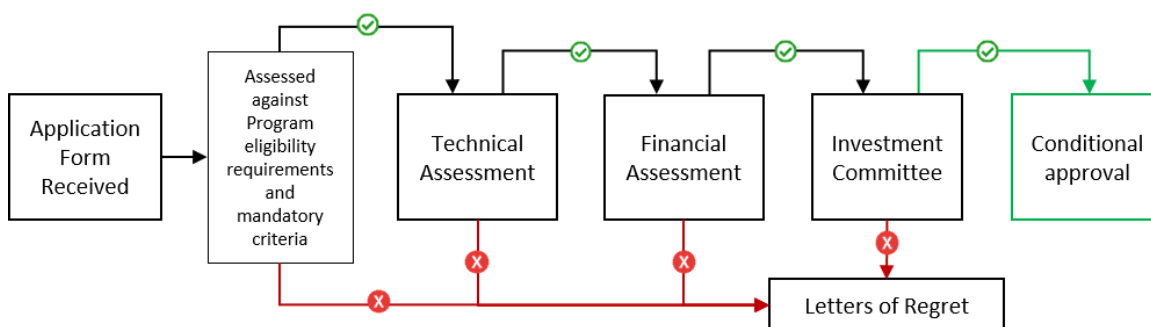 Application
Form
Received
Assessed
against
Program
eligibility
requirements
and
mandatory
criteria
Technical
Assessment
Financial
Assessment
Investment
Committee
Conditional
approval
X
X
X
X
Letters of Regret